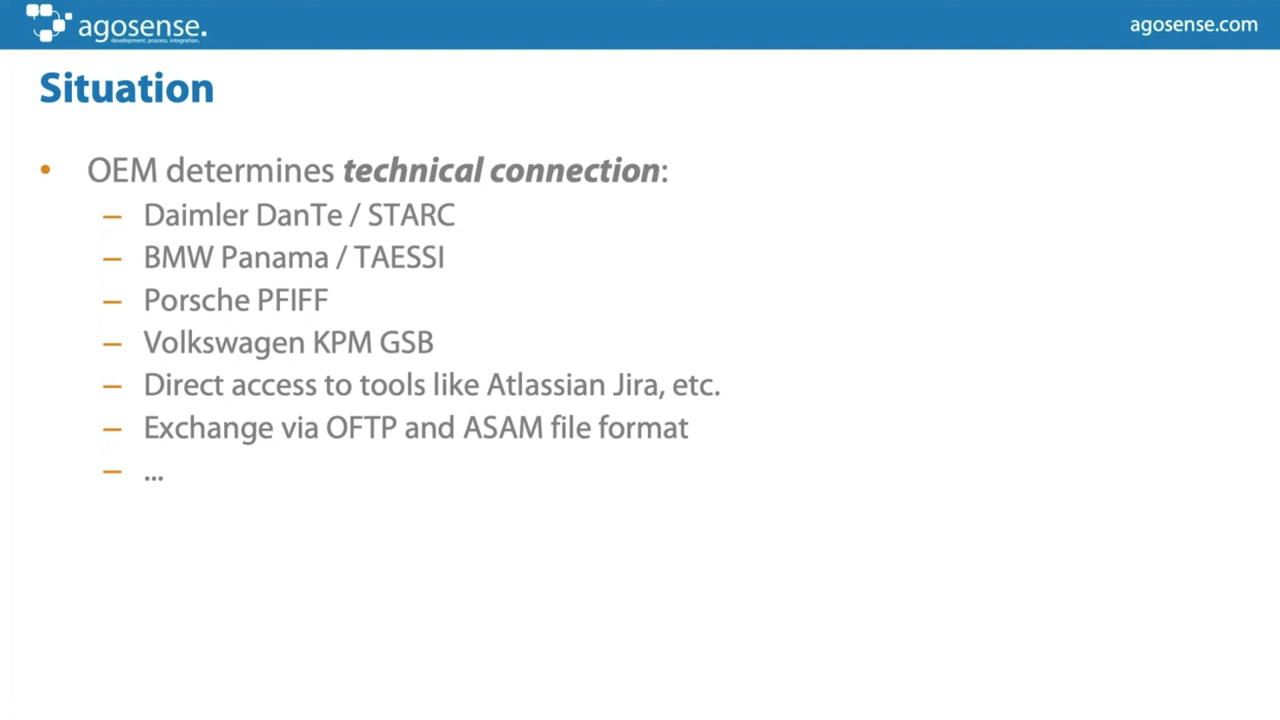 agosense.
development, process, integration.
agosense.com
Situation
• OEM determines technical connection:
– Daimler DanTe / STARC
– BMW Panama / TAESSI
– Porsche PFIFF
– Volkswagen KPM GSB
– Direct access to tools like Atlassian Jira, etc.
– Exchange via OFTP and ASAM file format
– ...